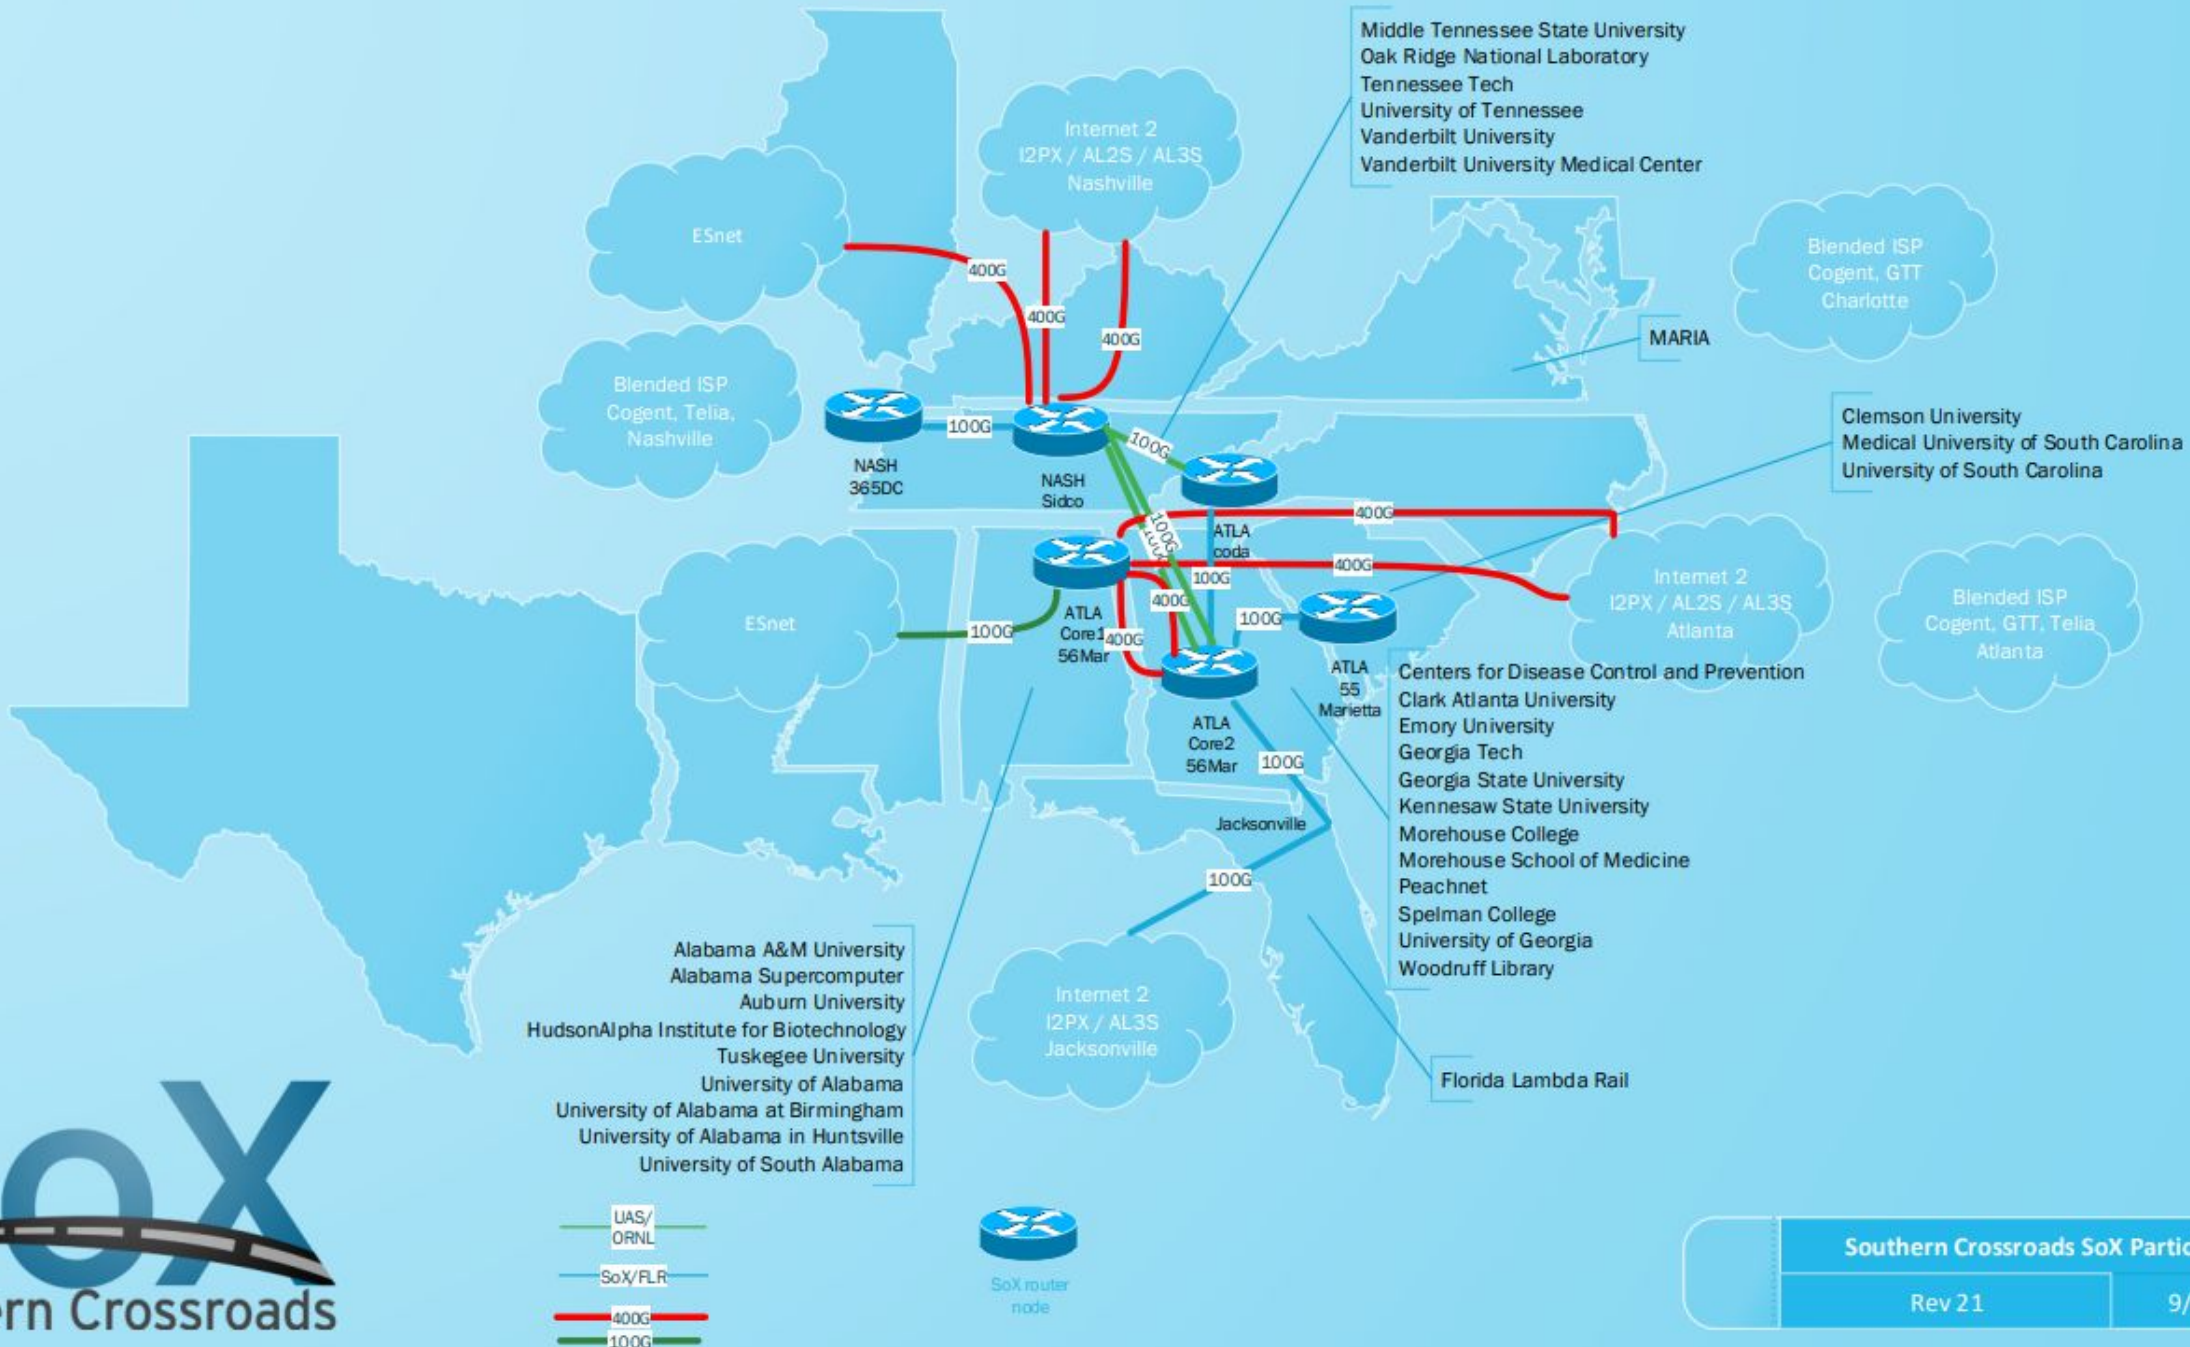 Middle Tennessee State University
Oak Ridge National Laboratory
Tennessee Tech
University of Tennessee
Vanderbilt University
Vanderbilt University Medical Center
Internet 2
I2PX / AL2S / AL3S
Nashville
ESnet
400G
400G
400G
Blended ISP
Cogent, GTT
Charlotte
MARIA
Blended ISP
Cogent, Telia,
Nashville
100G
NASH
365DC
NASH
Sidco
100G
Clemson University
Medical University of South Carolina
University of South Carolina
100G
400G
ATLA
coda
400G
100G
400G
400G
100G
ESnet
100G
ATLA
Core1
56Mar
Internet 2
I2PX / AL2S / AL3S
Atlanta
Blended ISP
Cogent, GTT, Telia
Atlanta
ATLA
55
Marietta
ATLA
Core2
56Mar
100G
Centers for Disease Control and Prevention
Clark Atlanta University
Emory University
Georgia Tech
Georgia State University
Kennesaw State University
Morehouse College
Morehouse School of Medicine
Peachnet
Spelman College
University of Georgia
Woodruff Library
Jacksonville
100G
Internet 2
I2PX / AL3S
Jacksonville
Florida Lambda Rail
Alabama A&M University
Alabama Supercomputer
Auburn University
HudsonAlpha Institute for Biotechnology
Tuskegee University
University of Alabama
University of Alabama at Birmingham
University of Alabama in Huntsville
University of South Alabama
oX
ern Crossroads
UAS/
ORNL
SoX/FLR
400G
100G
SoX router
node
Southern Crossroads SoX Partic
Rev 21
9/